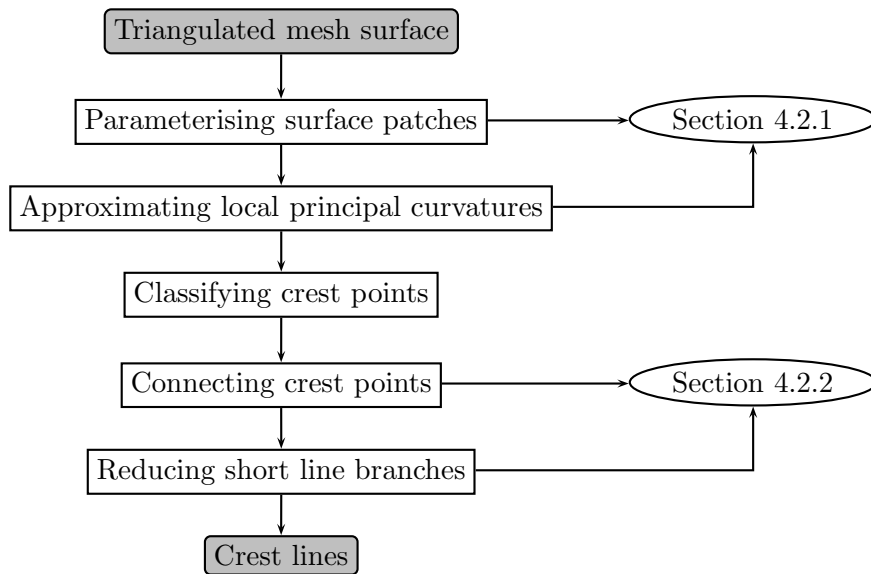 Triangulated mesh surface
Parameterising surface patches
Section 4.2.1
Approximating local principal curvatures
Classifying crest points
Connecting crest points
Section 4.2.2
Reducing short line branches
Crest lines